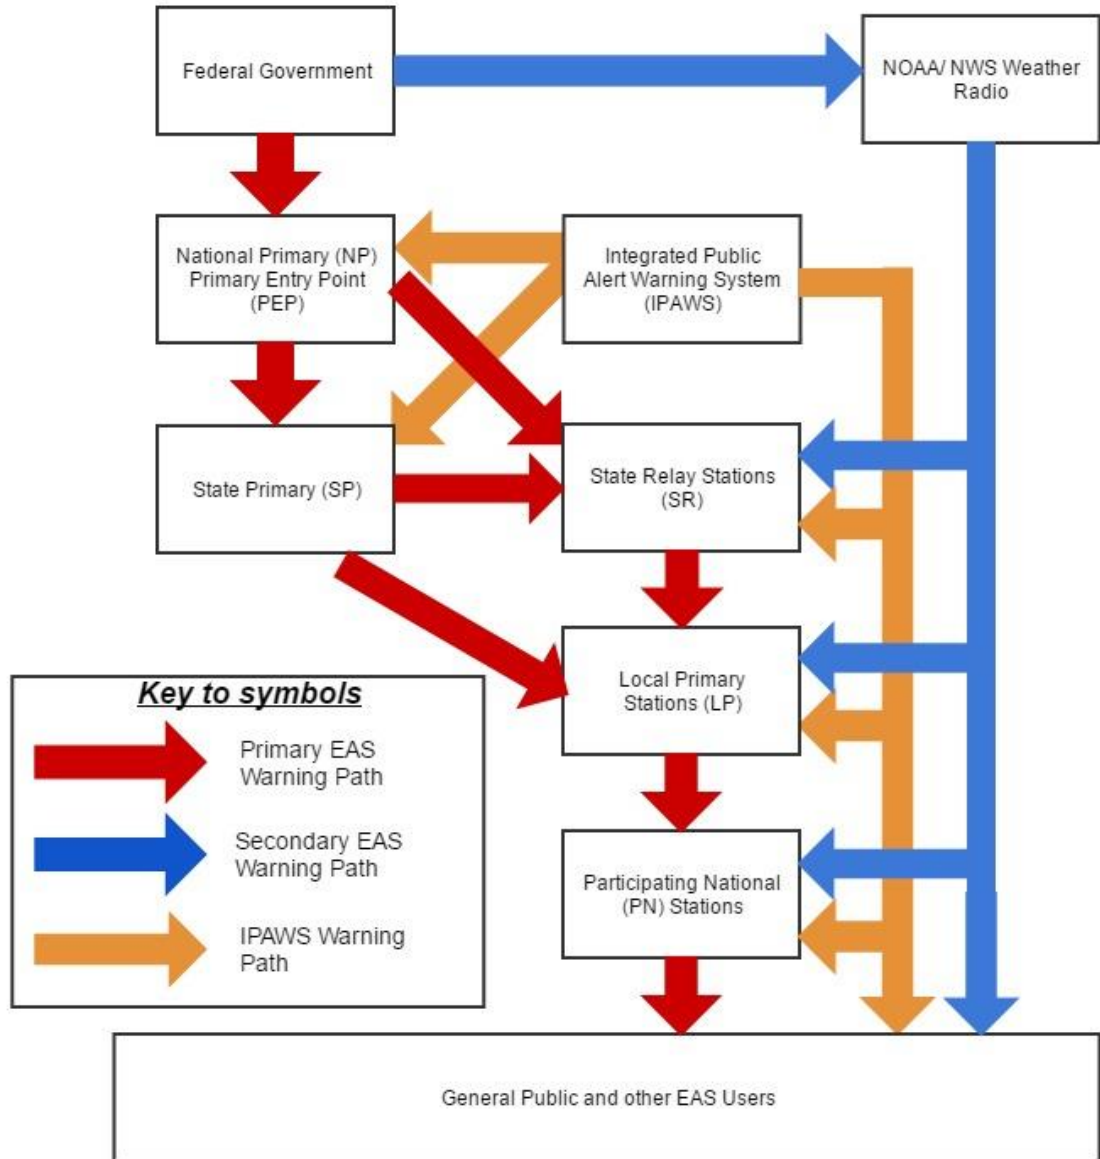 Federal Government
NOAA/ NWS Weather
Radio
National Primary (NP)
Primary Entry Point
(PEP)
Integrated Public
Alert Warning System
(IPAWS)
State Primary (SP)
State Relay Stations
(SR)
Local Primary
Stations (LP)
Key to symbols
Primary EAS
Warning Path
Secondary EAS
Warning Path
IPAWS Warning
Path
Participating National
(PN) Stations
General Public and other EAS Users